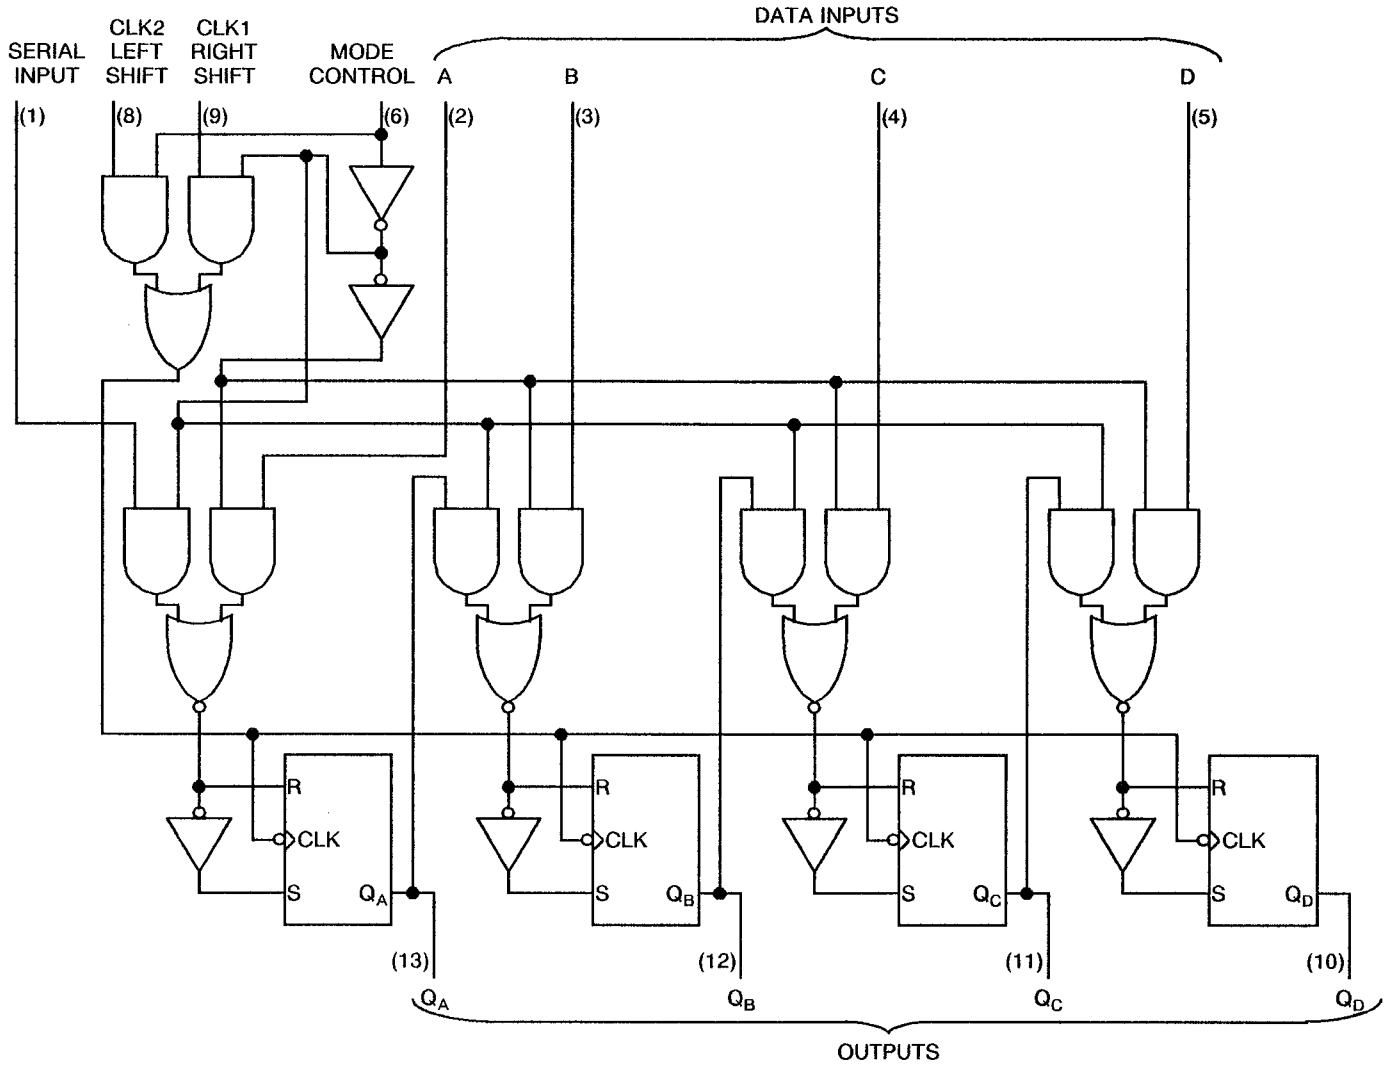 DATA INPUTS
SERIAL INPUT
CLK2 LEFT SHIFT
CLK1 RIGHT SHIFT
MODE CONTROL
A
B
C
D
(1)
(8)
(9)
(6)
(2)
(3)
(4)
(5)
R
CLK
S
QA
R
CLK
S
QB
R
CLK
S
QC
R
CLK
S
QD
(13)
(12)
(11)
(10)
QA
QB
QC
QD
OUTPUTS